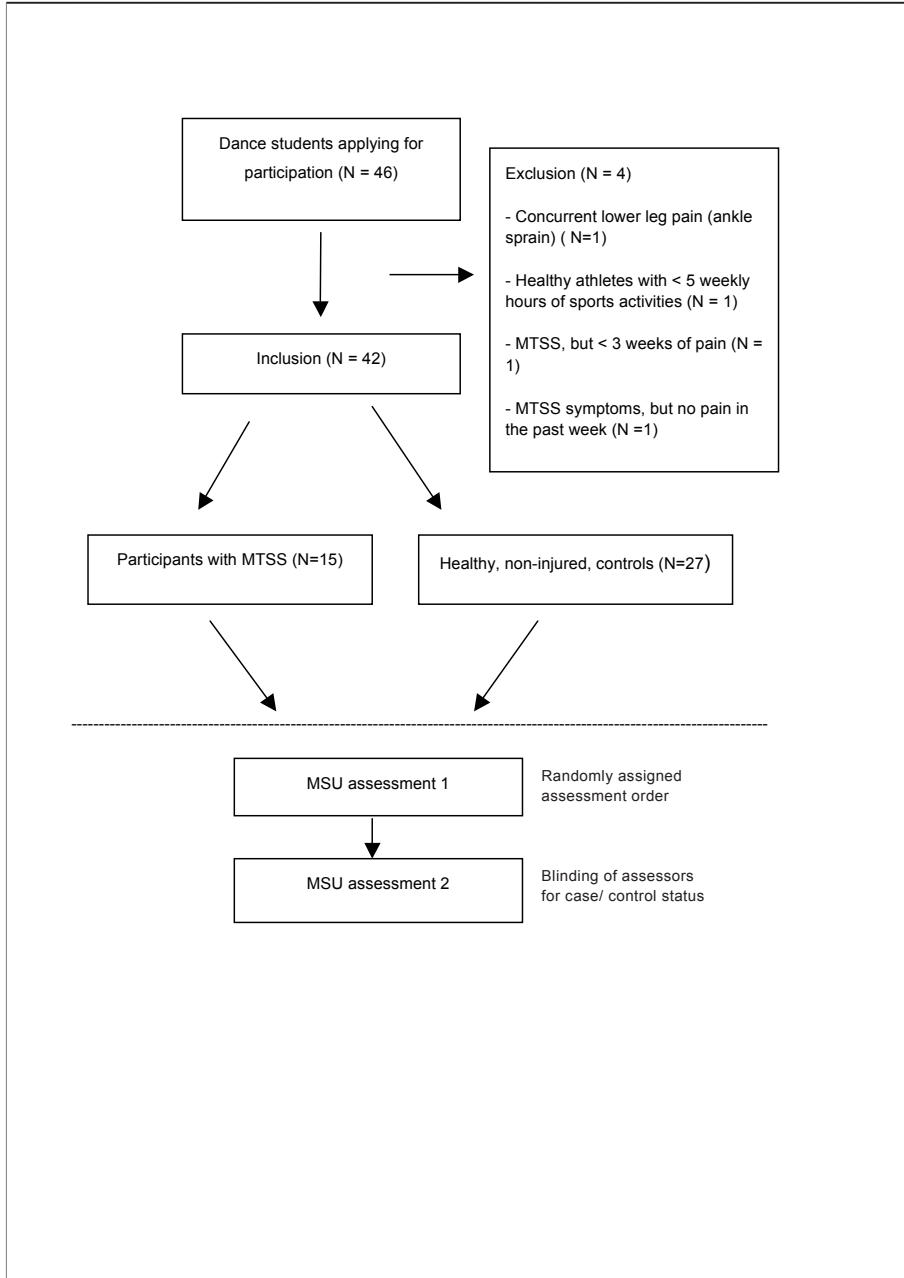 Dance students applying for
participation (N = 46)
Exclusion (N = 4)
- Concurrent lower leg pain (ankle
sprain) ( N=1)
- Healthy athletes with < 5 weekly
hours of sports activities (N = 1)
- MTSS, but < 3 weeks of pain (N =
1)
- MTSS symptoms, but no pain in
the past week (N =1)
Inclusion (N = 42)
Participants with MTSS (N=15)
Healthy, non-injured, controls (N=27)
MSU assessment 1
Randomly assigned
assessment order
MSU assessment 2
Blinding of assessors
for case/ control status